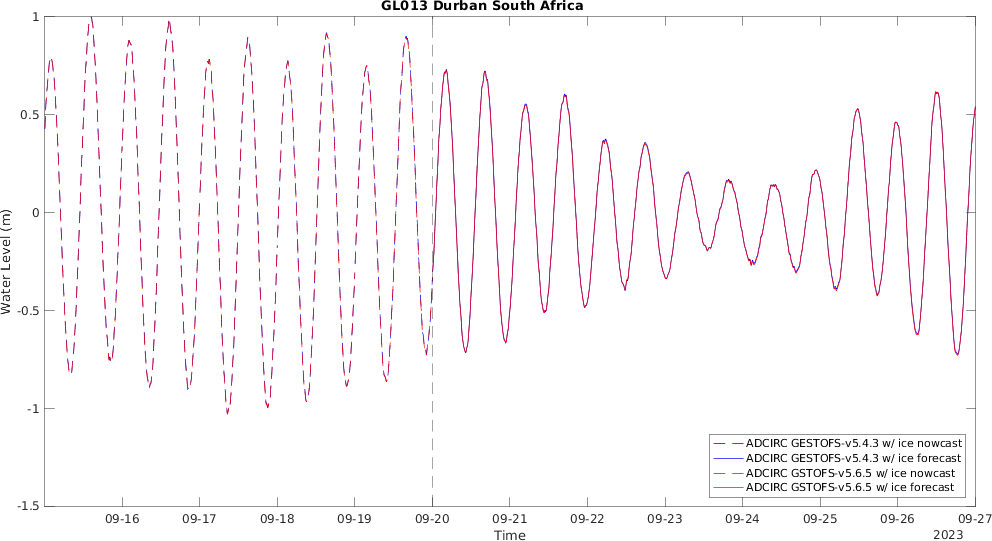 GL013 Durban South Africa
Water Level (m)
1
0.5
0
-0.5
-1
-1.5
ADCIRC GESTOFS-v5.4.3 w/ ice nowcast
ADCIRC GESTOFS-v5.4.3 w/ ice forecast
ADCIRC GSTOFS-v5.6.5 w/ ice nowcast
ADCIRC GSTOFS-v5.6.5 w/ ice forecast
09-16 09-17 09-18 09-19 09-20 09-21 09-22 09-23 09-24 09-25 09-26 09-27
Time
2023